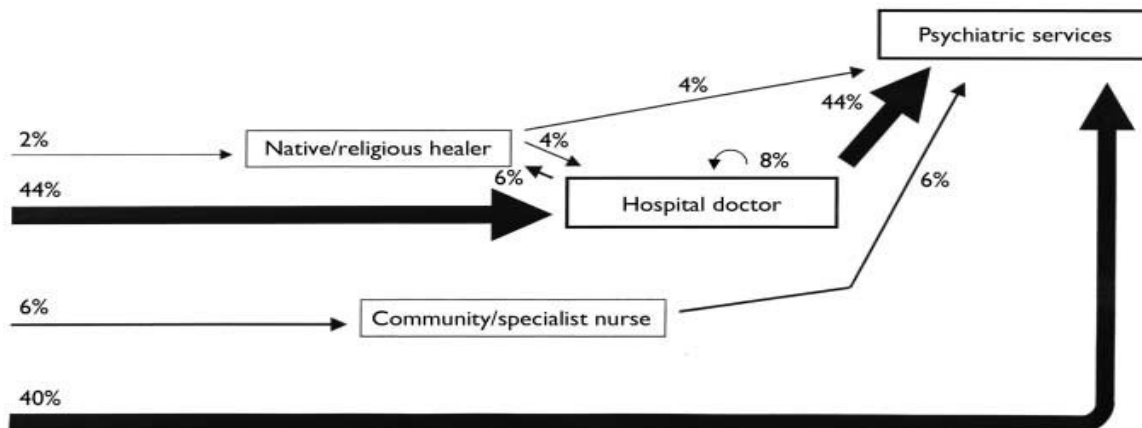 Psychiatric services
4%
44%
2%
Native/religious healer
4%
8%
6%
44%
Hospital doctor
6%
6%
Community/specialist nurse
40%